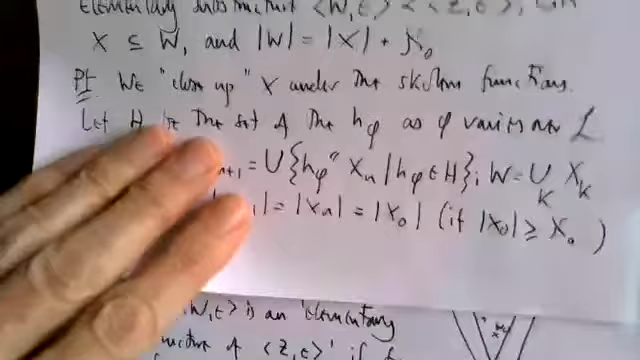 Elementary substructure <W,ε> < <Z,ε>, with
X ⊆ W, and |W| = |X| + ℵ₀
Pf We "close up" X under the skolem functions.
Let H be the set of the hφ as φ varies over L
n+1 = ∪{hφ" Xn | hφ ∈ H}; W = ∪ Xk
K
| = |Xn| = |X₀| (if |X₀| ≥ ℵ₀)
W,ε> is an 'elementary
of <Z,ε>' if